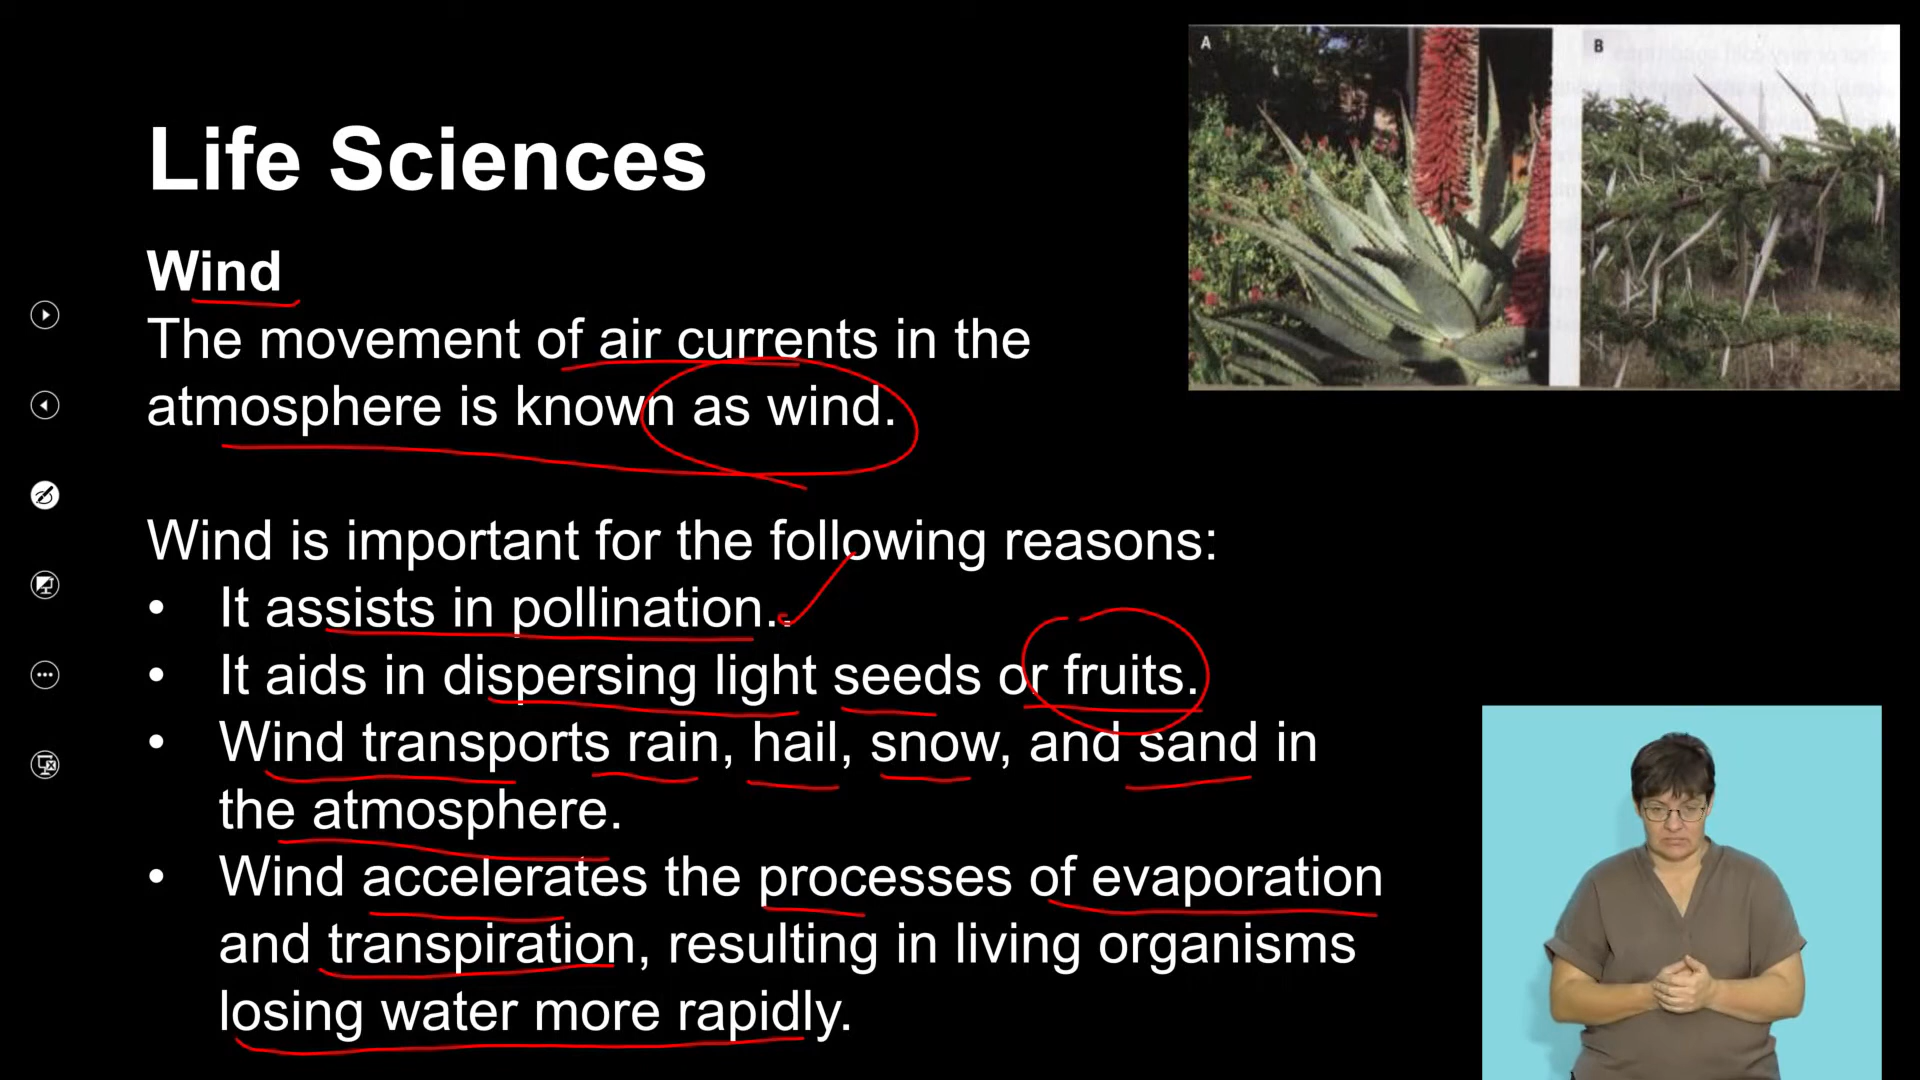 A
B
Life Sciences
Wind
The movement of air currents in the
atmosphere is known as wind.
Wind is important for the following reasons:
• It assists in pollination..
• It aids in dispersing light seeds or fruits.
• Wind transports rain, hail, snow, and sand in
the atmosphere.
• Wind accelerates the processes of evaporation
and transpiration, resulting in living organisms
losing water more rapidly.